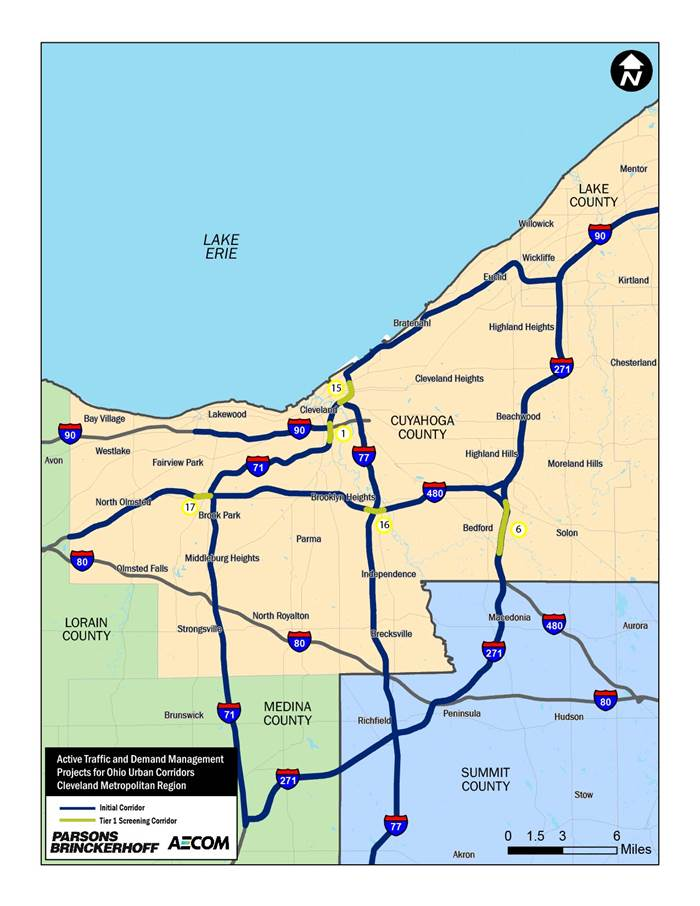 N
Mentor
LAKE
COUNTY
Willowick
90
LAKE
ERIE
Wickliffe
Euclid
Kirtland
Bratenahl
Highland Heights
271
Chesterland
Cleveland Heights
15
Bay Village
Lakewood
Cleveland
Beachwood
CUYAHOGA
COUNTY
90
90
1
Westlake
Avon
Fairview Park
71
77
Highland Hills
Moreland Hills
480
North Olmsted
Brooklyn Heights
17
Brook Park
16
Bedford
6
Solon
Parma
80
Middleburg Heights
Olmsted Falls
Independence
North Royalton
Macedonia
480
Aurora
LORAIN
COUNTY
Strongsville
80
Brecksville
271
80
Brunswick
71
MEDINA
COUNTY
Richfield
Peninsula
Hudson
271
SUMMIT
COUNTY
Stow
77
Akron
Active Traffic and Demand Management
Projects for Ohio Urban Corridors
Cleveland Metropolitan Region
Initial Corridor
Tier 1 Screening Corridor
PARSONS
BRINCKERHOFF
AECOM
0 1.5 3 6
Miles